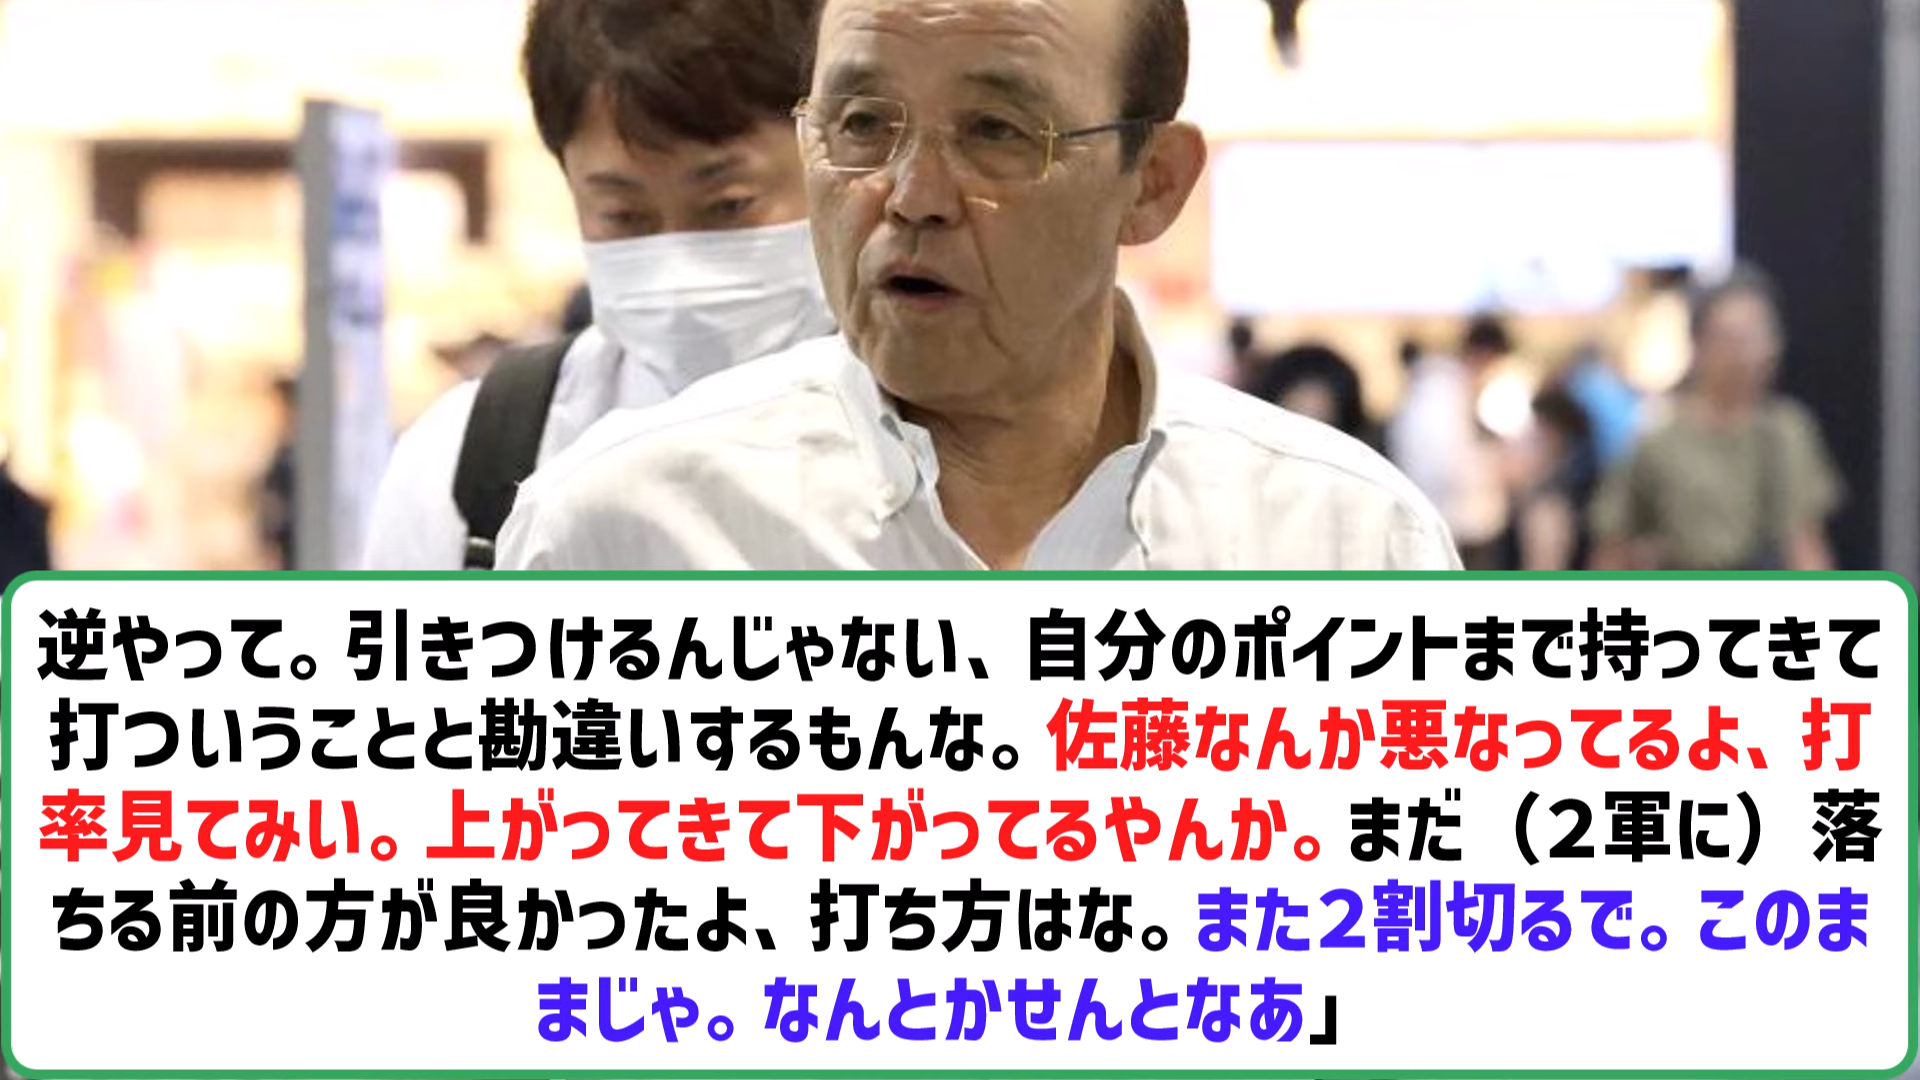 逆やって。引きつけるんじゃない、自分のポイントまで持ってきて
打ついうことと勘違いするもんな。佐藤なんか悪なってるよ、打
率見てみい。上がってきて下がってるやんか。まだ（２軍に）落
ちる前の方が良かったよ、打ち方はな。また２割切るで。このま
まじゃ。なんとかせんとなあ」